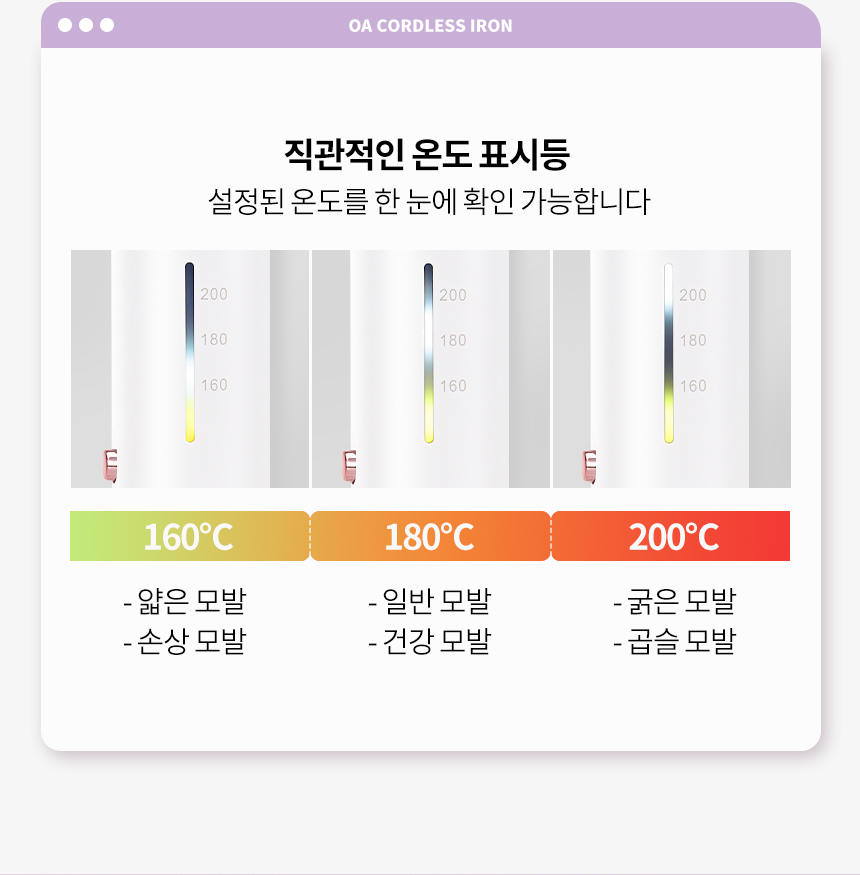 OA CORDLESS IRON
직관적인 온도 표시등
설정된 온도를 한 눈에 확인 가능합니다
200
180
160
200
180
160
200
180
160
160°C
180°C
200°C
- 얇은 모발
- 손상 모발
- 일반 모발
- 건강 모발
- 굵은 모발
- 곱슬 모발